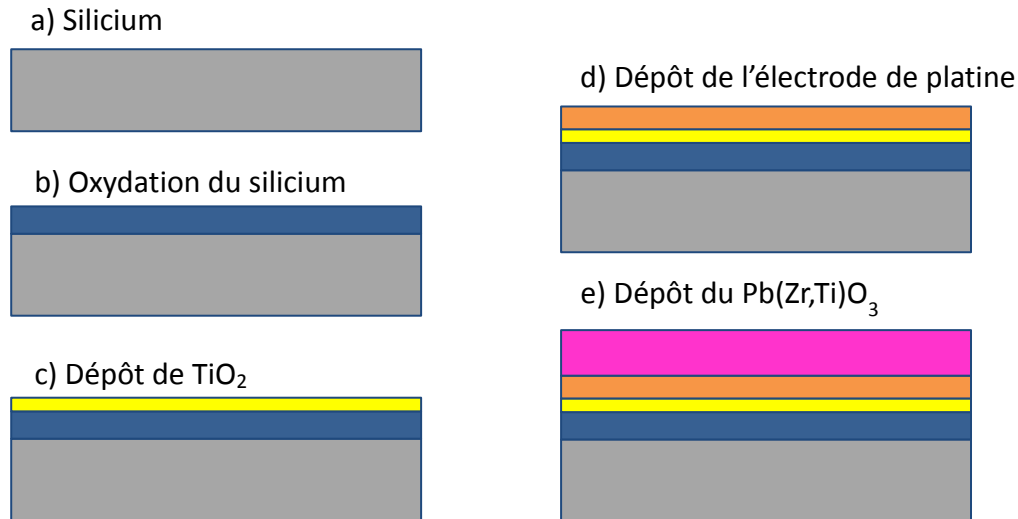 a) Silicium
b) Oxydation du silicium
c) Dépôt de TiO₂
d) Dépôt de l’électrode de platine
e) Dépôt du Pb(Zr,Ti)O₃